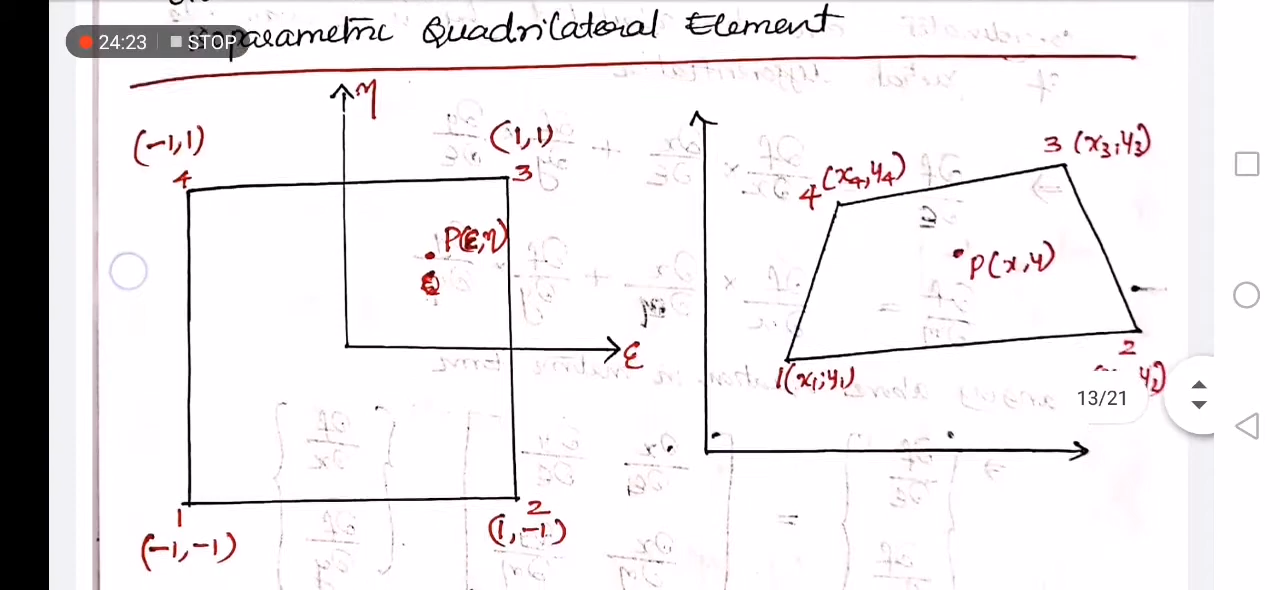 24:23 STOP
parametric Quadrilateral Element
η
(-1,1)
(1,1)
4
3
3 (x3,y3)
4 (x4,y4)
P(ε,η)
P(x,y)
ε
2
1(x1,y1)
y2)
13/21
1
2
(-1,-1)
(1,-1)